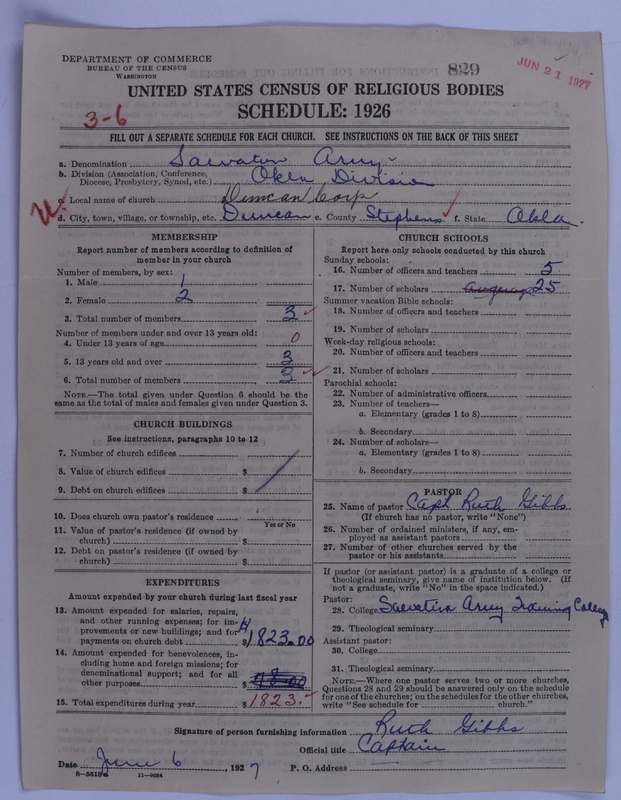 DEPARTMENT OF COMMERCE
BUREAU OF THE CENSUS
WASHINGTON
829
JUN 21 1927
UNITED STATES CENSUS OF RELIGIOUS BODIES
SCHEDULE: 1926
3-6
FILL OUT A SEPARATE SCHEDULE FOR EACH CHURCH. SEE INSTRUCTIONS ON THE BACK OF THIS SHEET
a. Denomination Salvation Army
b. Division (Association, Conference, Diocese, Presbytery, Synod, etc.) Okla Division
c. Local name of church Duncan Corp
d. City, town, village, or township, etc. Duncan e. County Stephens f. State Okla.
MEMBERSHIP
Report number of members according to definition of
member in your church
Number of members, by sex:
1. Male 1
2. Female 2
3. Total number of members 3
Number of members under and over 13 years old:
4. Under 13 years of age 0
5. 13 years old and over 3
6. Total number of members 3
NOTE.—The total given under Question 6 should be
same as the total of males and females given under Question 3.
CHURCH BUILDINGS
See instructions, paragraphs 10 to 12
7. Number of church edifices
8. Value of church edifices $
9. Debt on church edifices $
10. Does church own pastor's residence
Yes or No
11. Value of pastor's residence (if owned by
church) $
12. Debt on pastor's residence (if owned by
church) $
EXPENDITURES
Amount expended by your church during last fiscal year
13. Amount expended for salaries, repairs,
and other running expenses; for im-
provements or new buildings; and for
payments on church debt $ 1823.00
14. Amount expended for benevolences, in-
cluding home and foreign missions; for
denominational support; and for all
other purposes $
15. Total expenditures during year $ 1823.
CHURCH SCHOOLS
Report here only schools conducted by this church
Sunday schools:
16. Number of officers and teachers 5
17. Number of scholars average 25
Summer vacation Bible schools:
18. Number of officers and teachers
19. Number of scholars
Week-day religious schools:
20. Number of officers and teachers
21. Number of scholars
Parochial schools:
22. Number of administrative officers
23. Number of teachers—
a. Elementary (grades 1 to 8)
b. Secondary
24. Number of scholars—
a. Elementary (grades 1 to 8)
b. Secondary
PASTOR
25. Name of pastor Capt Ruth Gibbs
(If church has no pastor, write "None")
26. Number of ordained ministers, if any, em-
ployed as assistant pastors
27. Number of other churches served by the
pastor or his assistants
If pastor (or assistant pastor) is a graduate of a college or
theological seminary, give name of institution below. (If
not a graduate, write "No" in the space indicated.)
Pastor:
28. College Salvation Army Training College
29. Theological seminary
Assistant pastor:
30. College
31. Theological seminary
NOTE.—Where one pastor serves two or more churches,
Questions 28 and 29 should be answered only on the schedule
for one of the churches; on the schedules for the other churches,
write "See schedule for church."
Signature of person furnishing information Ruth Gibbs
Official title Captain
Date June 6, 1927 P. O. Address
8-5518a 11-9084